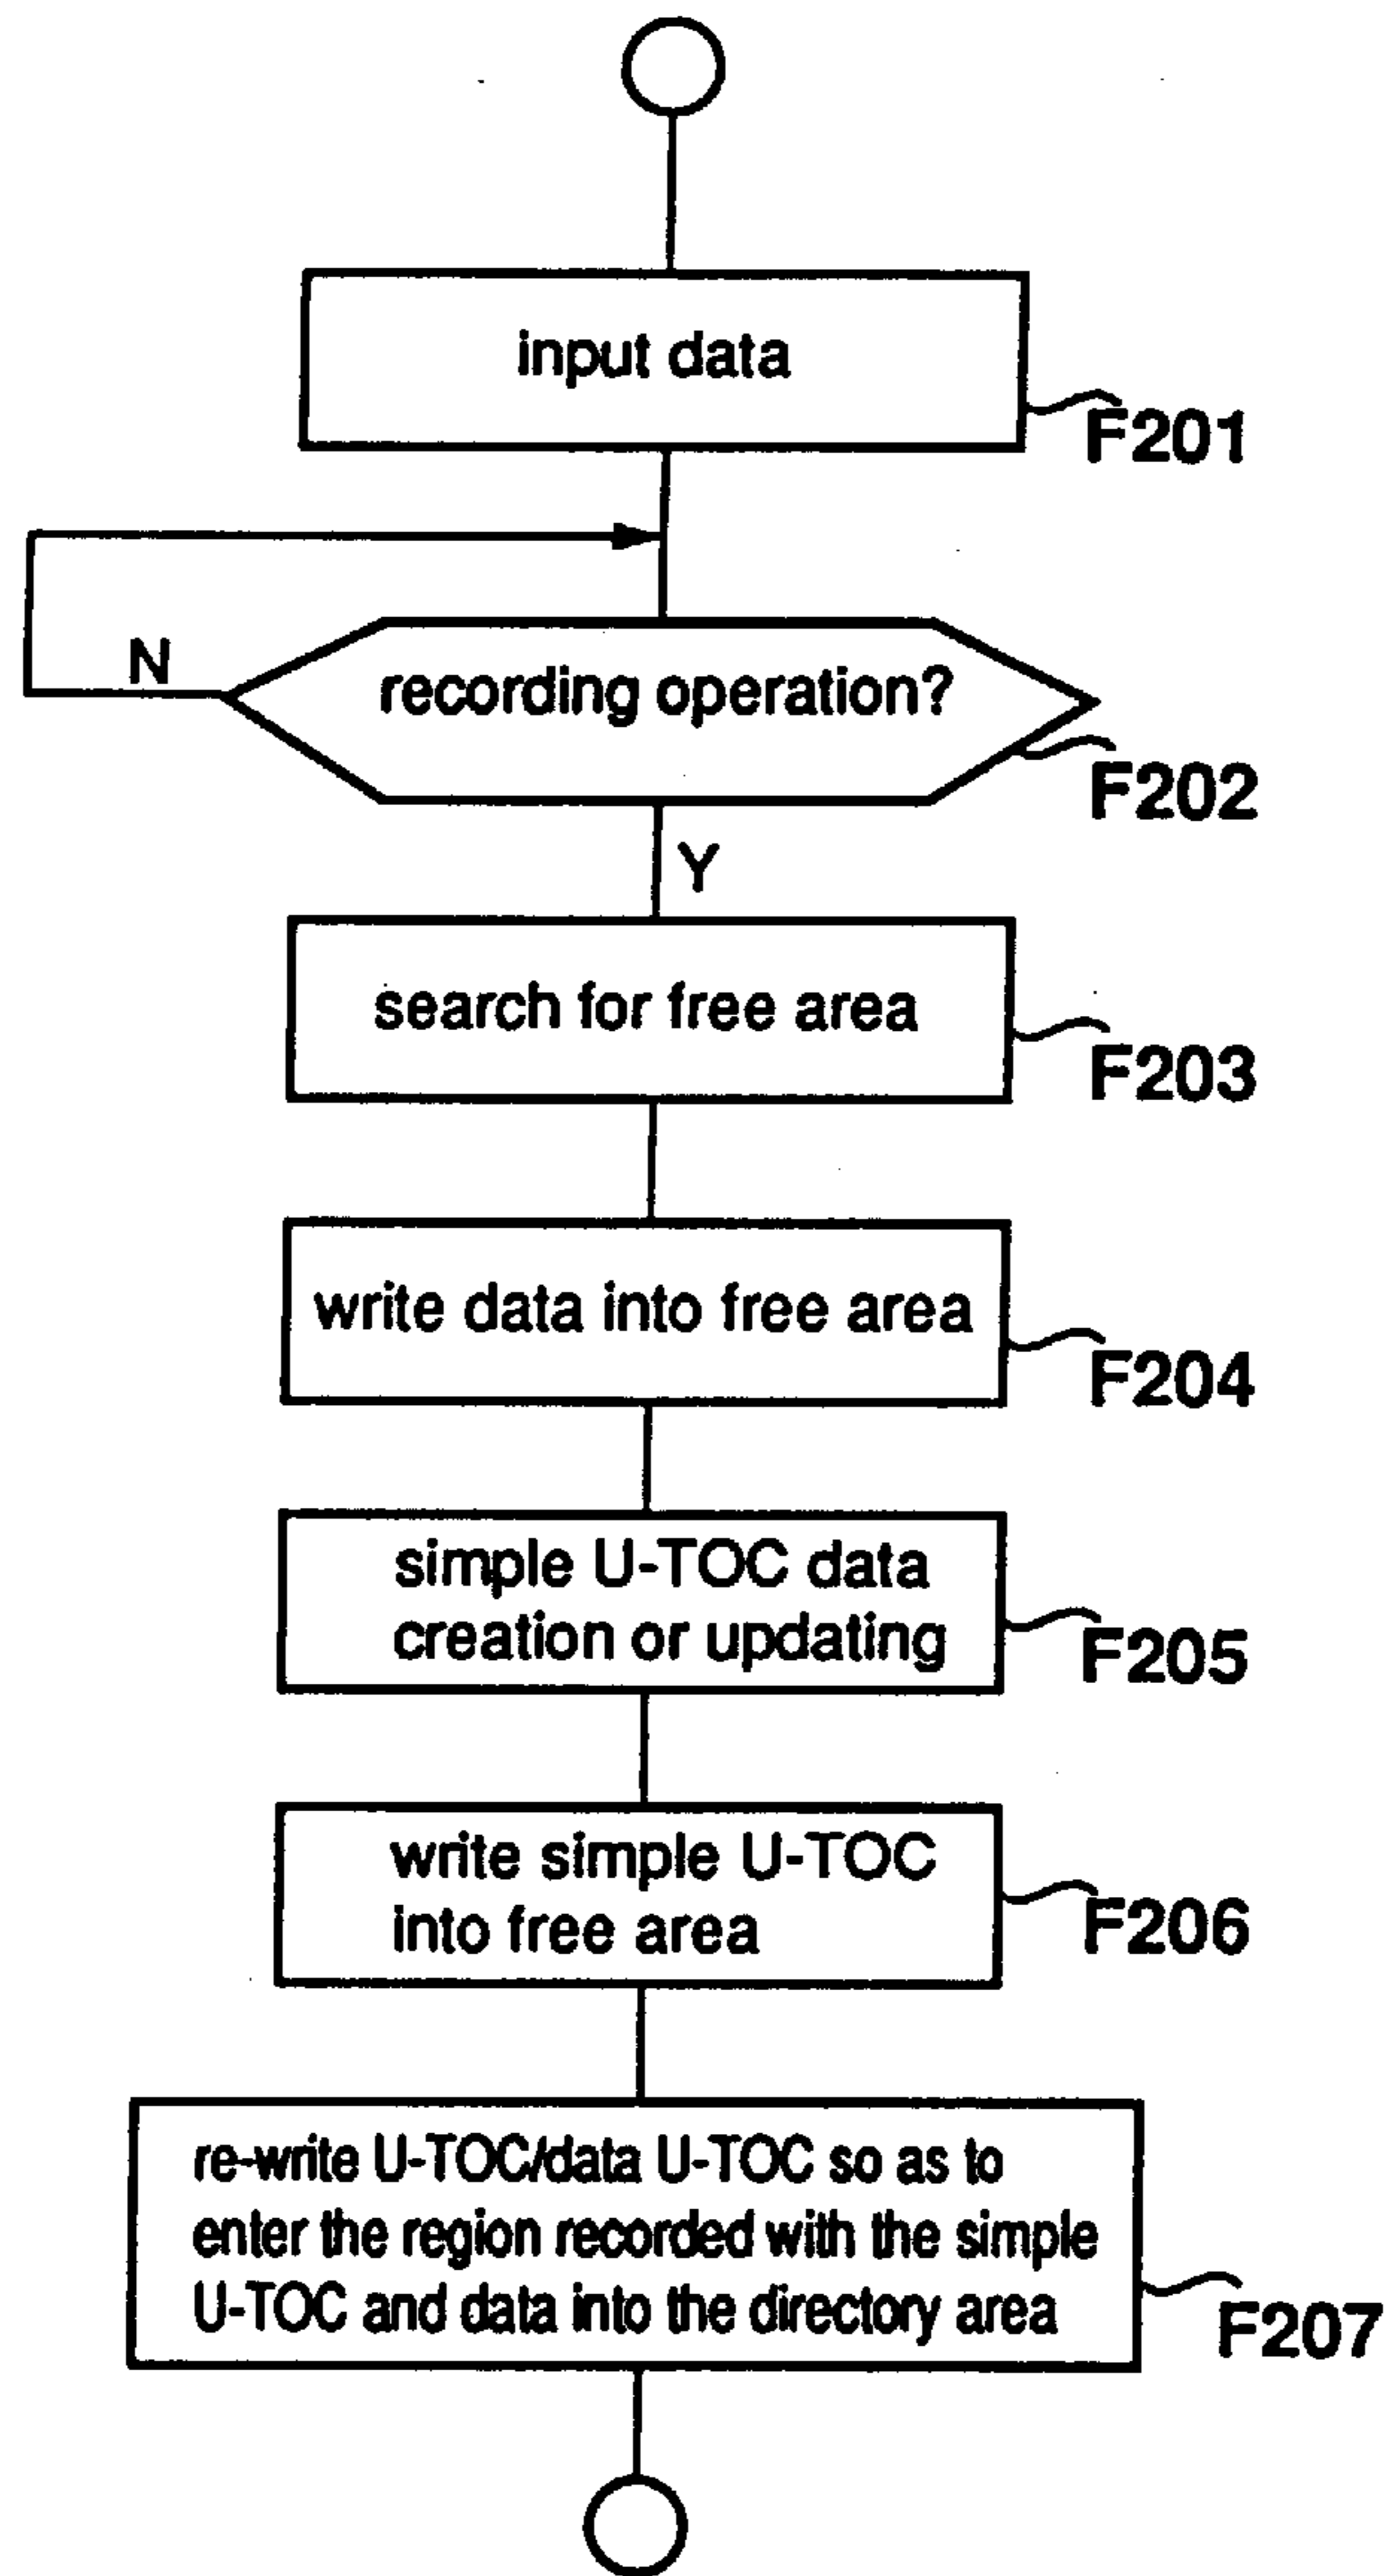 input data
F201
N
recording operation?
F202
Y
search for free area
F203
write data into free area
F204
simple U-TOC data
creation or updating
F205
write simple U-TOC
into free area
F206
re-write U-TOC/data U-TOC so as to
enter the region recorded with the simple
U-TOC and data into the directory area
F207